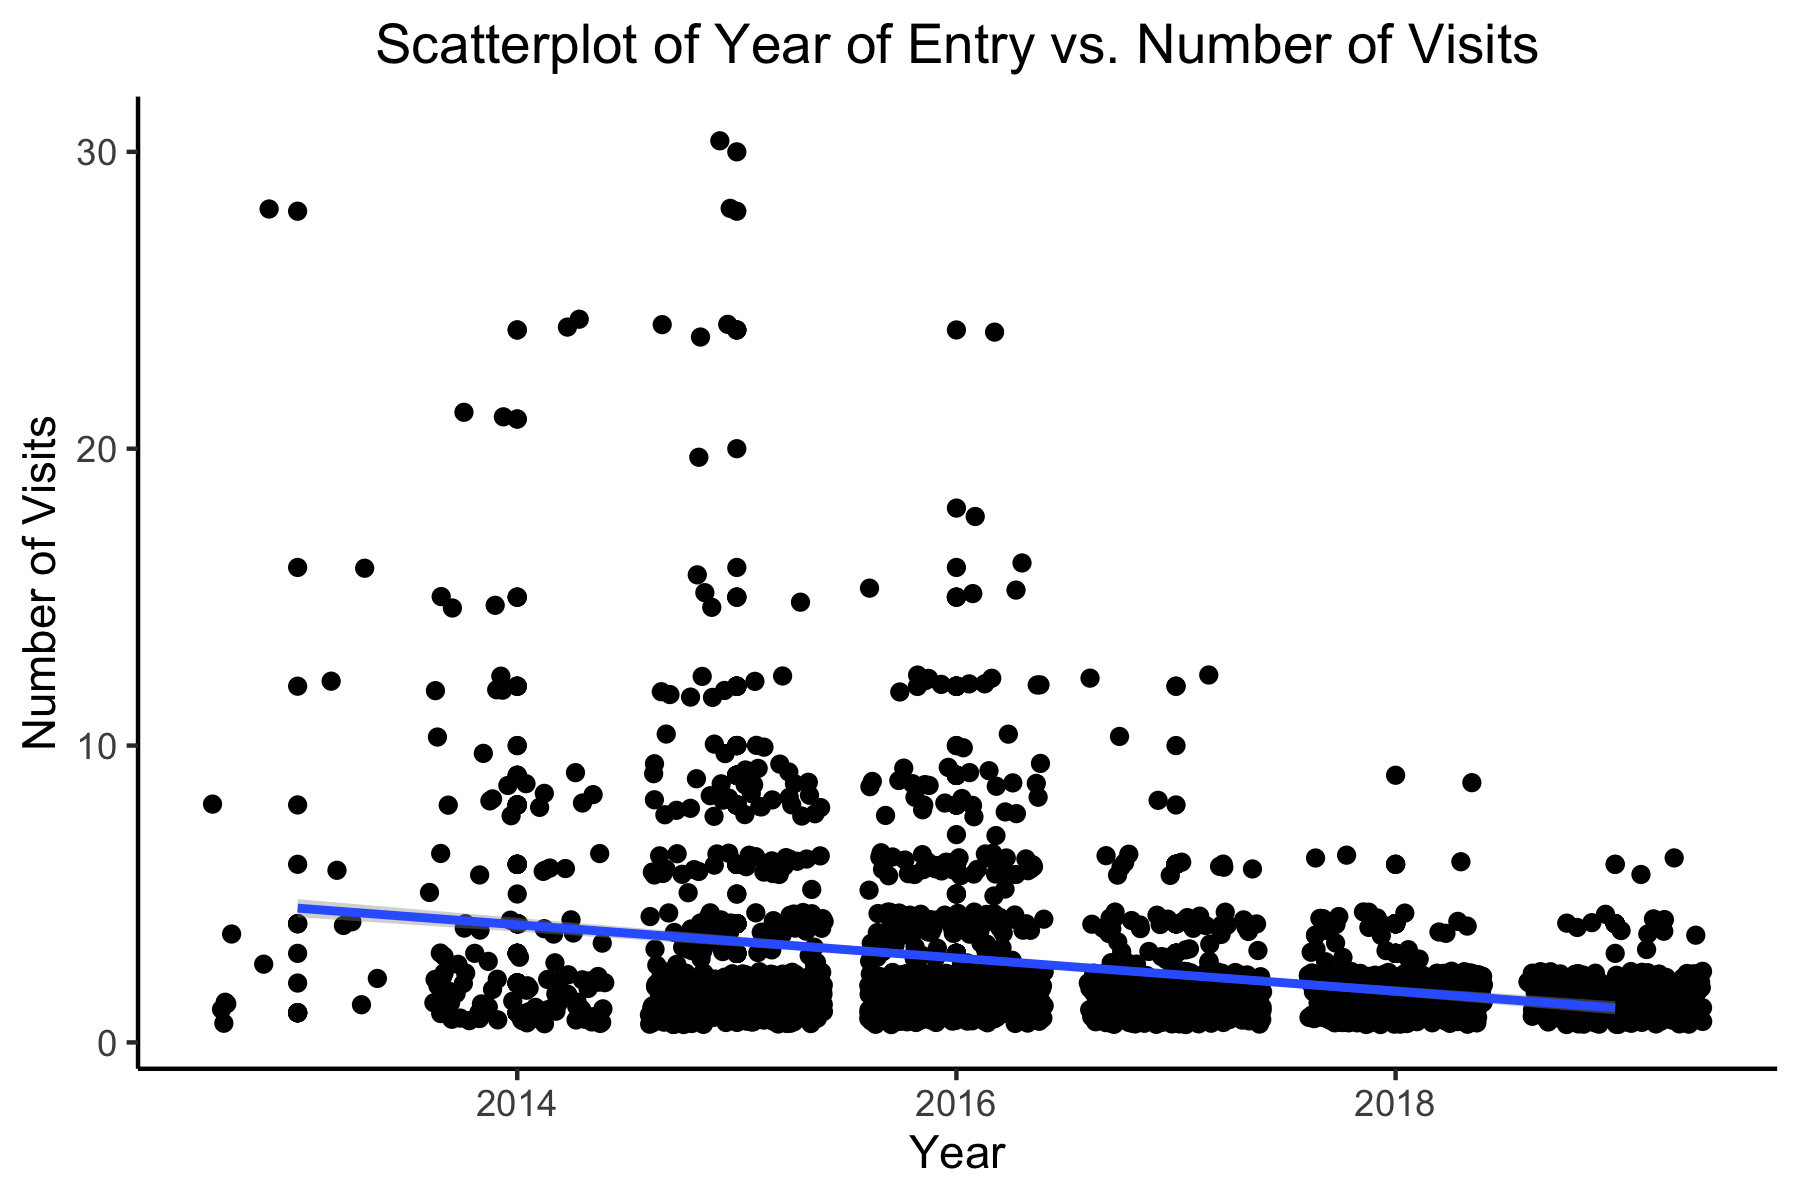 Scatterplot of Year of Entry vs. Number of Visits
Number of Visits
30
20
10
0
2014
2016
2018
Year